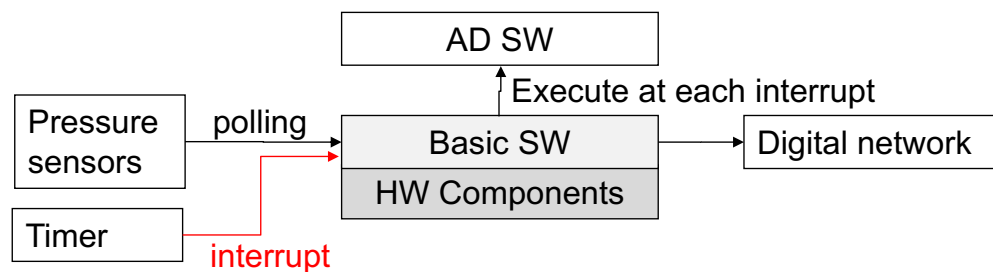 AD SW
Execute at each interrupt
Pressure
sensors
polling
Basic SW
Digital network
HW Components
Timer
interrupt